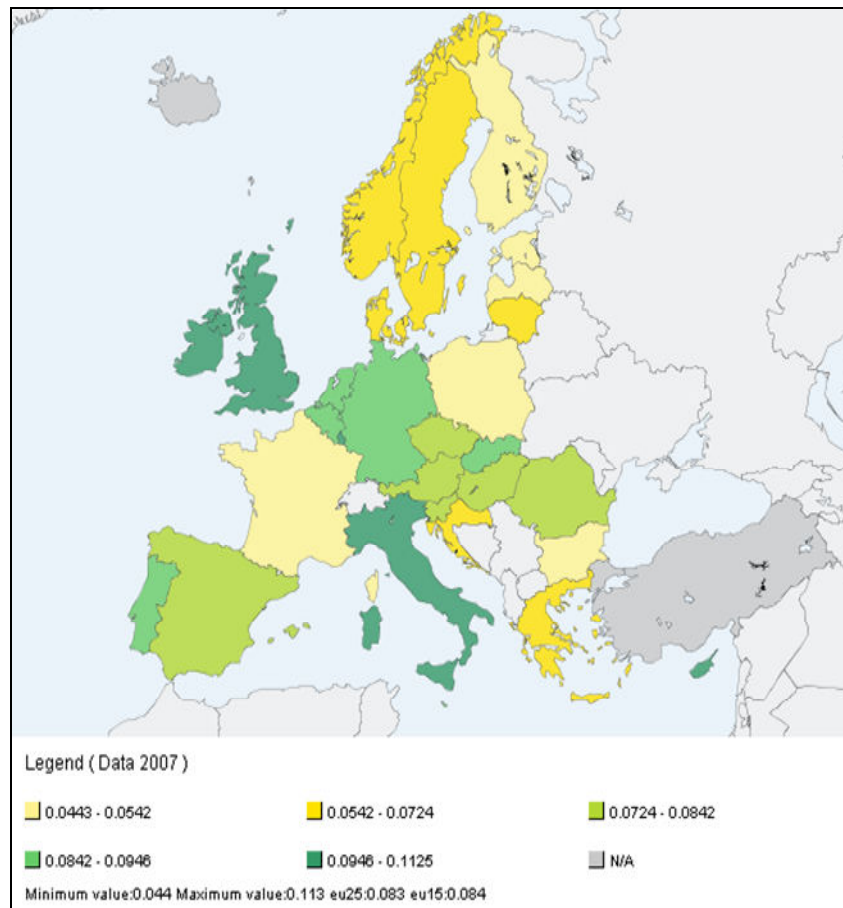 Legend ( Data 2007 )
0.0443 - 0.0542 0.0542 - 0.0724 0.0724 - 0.0842
0.0842 - 0.0946 0.0946 - 0.1125 N/A
Minimum value:0.044 Maximum value:0.113 eu25:0.083 eu15:0.084